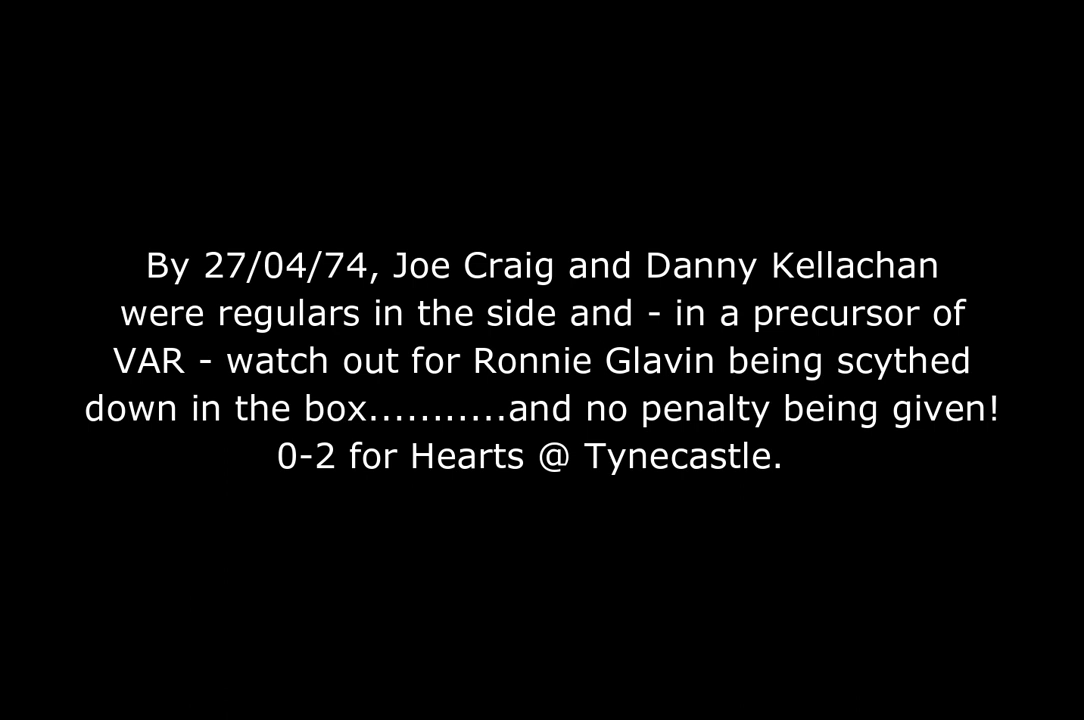 By 27/04/74, Joe Craig and Danny Kellachan
were regulars in the side and - in a precursor of
VAR - watch out for Ronnie Glavin being scythed
down in the box...........and no penalty being given!
0-2 for Hearts @ Tynecastle.